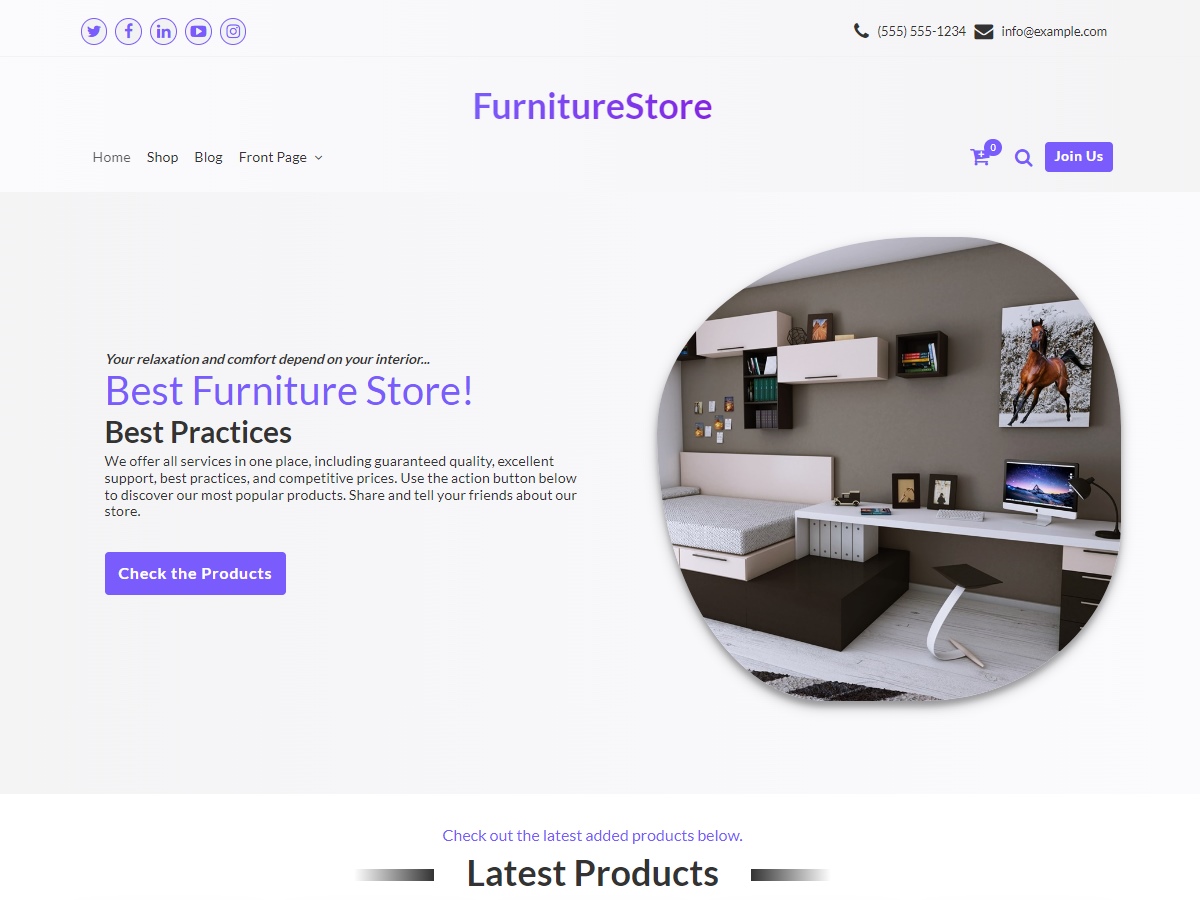 (555) 555-1234 info@example.com
FurnitureStore
Home Shop Blog Front Page
0
Join Us
Your relaxation and comfort depend on your interior...
Best Furniture Store!
Best Practices
We offer all services in one place, including guaranteed quality, excellent
support, best practices, and competitive prices. Use the action button below
to discover our most popular products. Share and tell your friends about our
store.
Check the Products
Check out the latest added products below.
Latest Products